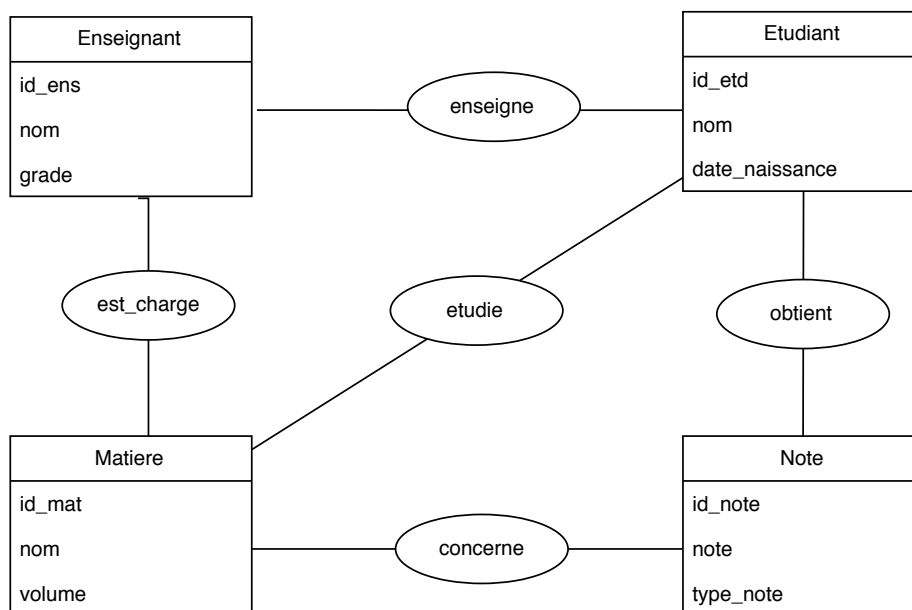 Enseignant
id_ens
nom
grade
enseigne
Etudiant
id_etd
nom
date_naissance
est_charge
etudie
obtient
Matiere
id_mat
nom
volume
concerne
Note
id_note
note
type_note